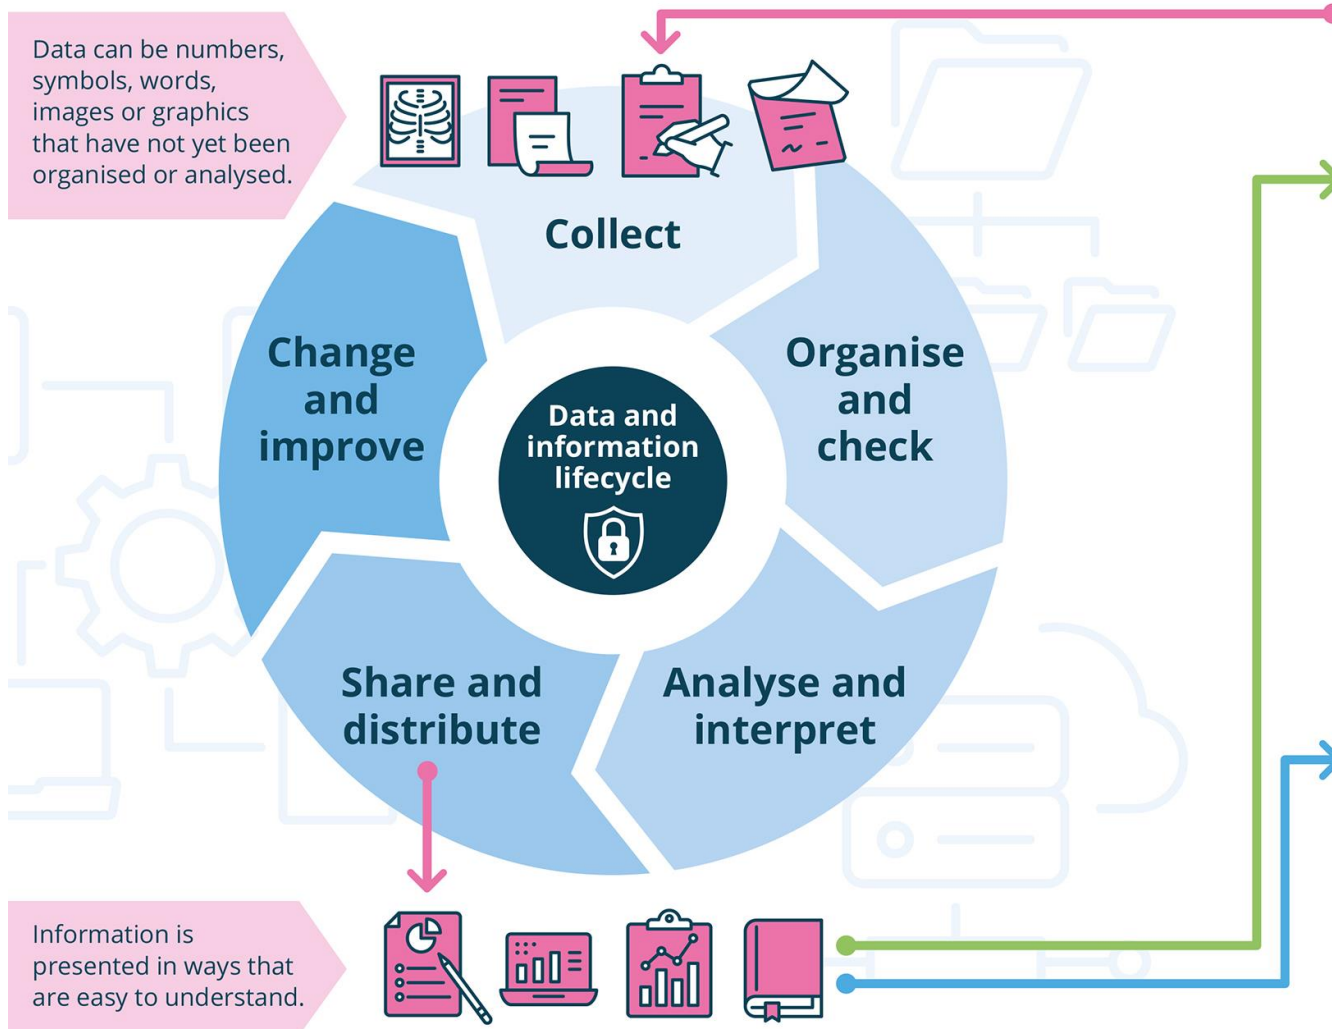 Data can be numbers,
symbols, words,
images or graphics
that have not yet been
organised or analysed.
Collect
Organise
and
check
Analyse and
interpret
Share and
distribute
Change
and
improve
Data and
information
lifecycle
Information is
presented in ways that
are easy to understand.